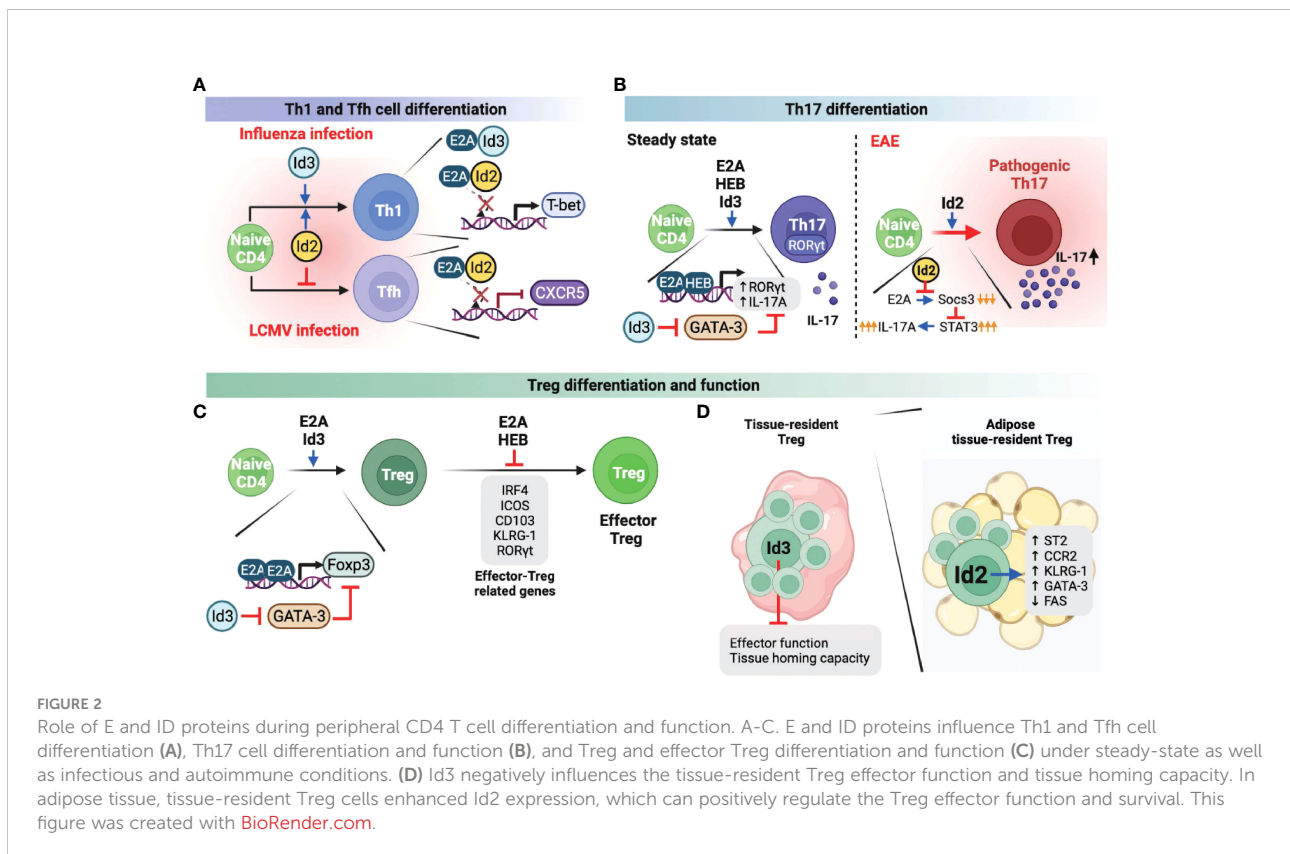 A
Th1 and Tfh cell differentiation
Influenza infection
Id3
Naive
CD4
Id2
Th1
Tfh
LCMV infection
E2A Id3
E2A Id2
T-bet
E2A Id2
CXCR5
B
Th17 differentiation
Steady state
E2A
HEB
Id3
Naive
CD4
Th17
RORγt
E2A HEB
↑ RORγt
↑ IL-17A
Id3
GATA-3
IL-17
EAE
Pathogenic
Th17
Id2
Naive
CD4
IL-17
Id2
E2A
Socs3
IL-17A
STAT3
Treg differentiation and function
C
E2A
Id3
Naive
CD4
Treg
E2A E2A
Foxp3
Id3
GATA-3
E2A
HEB
IRF4
ICOS
CD103
KLRG-1
RORγt
Effector-Treg
related genes
Treg
Effector
Treg
D
Tissue-resident
Treg
Id3
Effector function
Tissue homing capacity
Adipose
tissue-resident Treg
Id2
↑ ST2
↑ CCR2
↑ KLRG-1
↑ GATA-3
↓ FAS
FIGURE 2
Role of E and ID proteins during peripheral CD4 T cell differentiation and function. A-C. E and ID proteins influence Th1 and Tfh cell
differentiation (A), Th17 cell differentiation and function (B), and Treg and effector Treg differentiation and function (C) under steady-state as well
as infectious and autoimmune conditions. (D) Id3 negatively influences the tissue-resident Treg effector function and tissue homing capacity. In
adipose tissue, tissue-resident Treg cells enhanced Id2 expression, which can positively regulate the Treg effector function and survival. This
figure was created with BioRender.com.